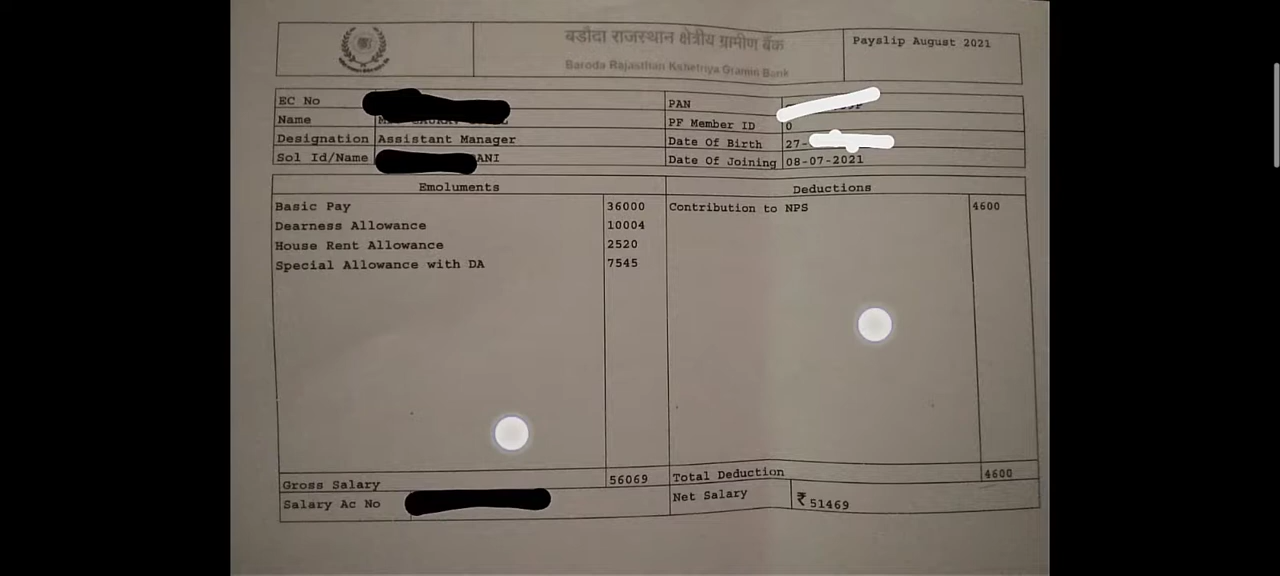 बडौदा राजस्थान क्षेत्रीय ग्रामीण बैंक
Baroda Rajasthan Kshetriya Gramin Bank
Payslip August 2021
EC No
Name
Designation Assistant Manager
Sol Id/Name ANI
PAN
PF Member ID 0
Date Of Birth 27-
Date Of Joining 08-07-2021
Emoluments
Basic Pay 36000
Dearness Allowance 10004
House Rent Allowance 2520
Special Allowance with DA 7545
Deductions
Contribution to NPS 4600
Gross Salary 56069
Total Deduction 4600
Salary Ac No
Net Salary ₹ 51469